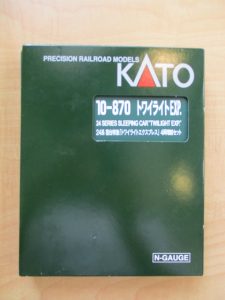 PRECISION RAILROAD MODELS
KATO
10-870 トワイライトEXP.
24 SERIES SLEEPING CAR "TWILIGHT EXP."
24系 寝台特急「トワイライトエクスプレス」 4両増結セット
N-GAUGE